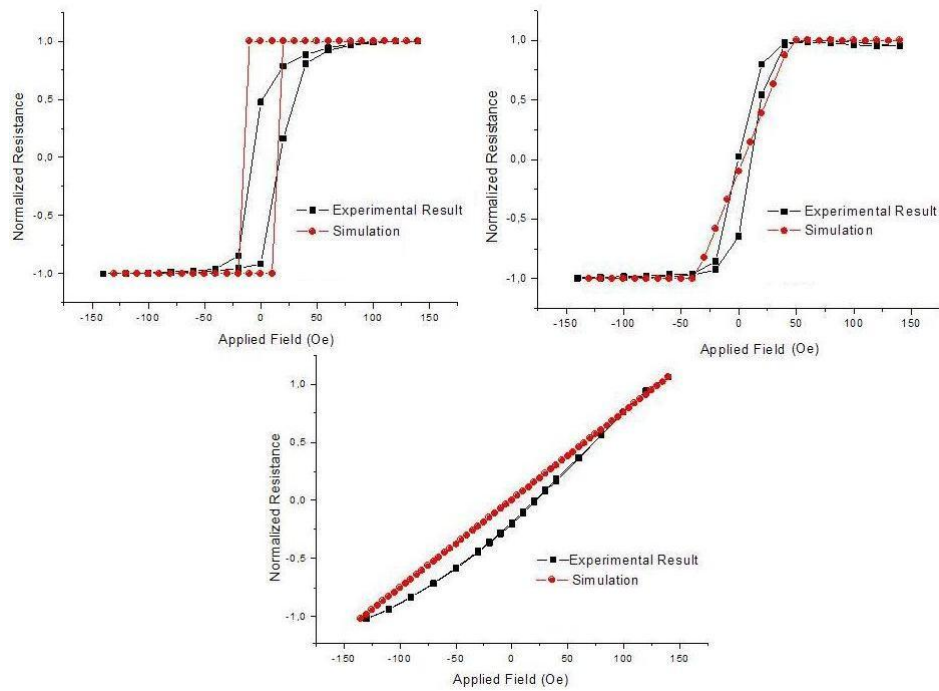 1,0
0,5
0,0
-0,5
-1,0
Normalized Resistance
Experimental Result
Simulation
-150 -100 -50 0 50 100 150
Applied Field (Oe)
1,0
0,5
0,0
-0,5
-1,0
Normalized Resistance
Experimental Result
Simulation
-150 -100 -50 0 50 100 150
Applied Field (Oe)
1,0
0,5
0,0
-0,5
-1,0
Normalized Resistance
Experimental Result
Simulation
-150 -100 -50 0 50 100 150
Applied Field (Oe)